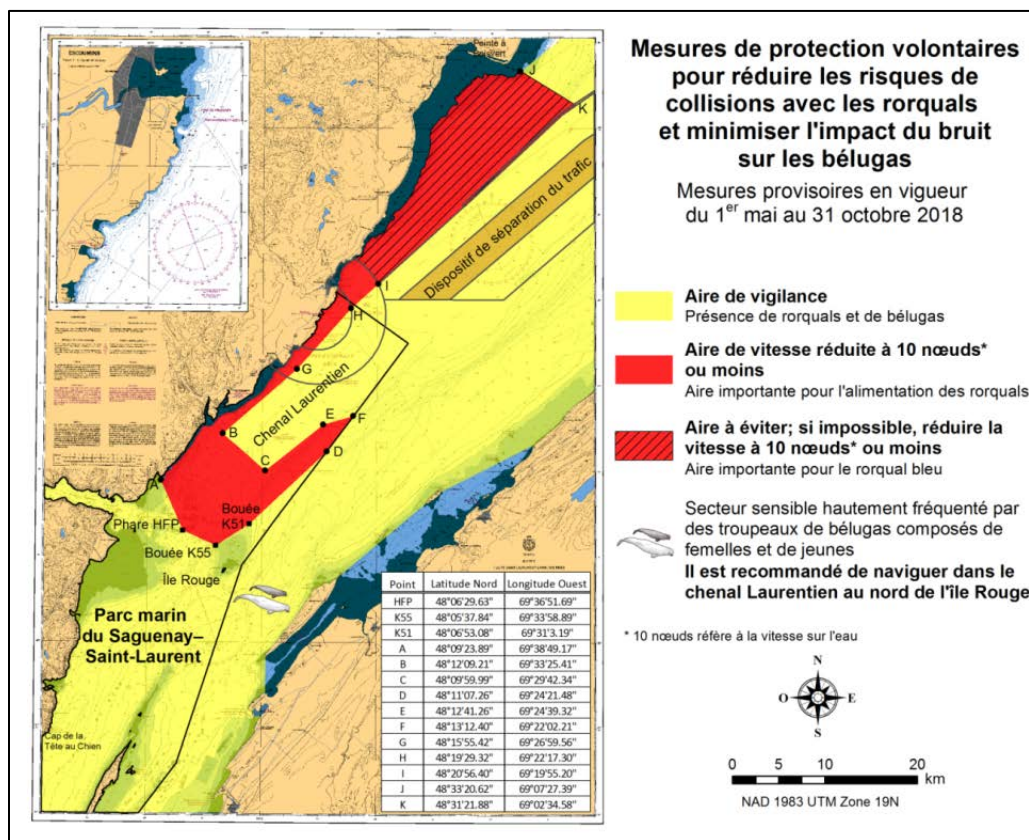 Mesures de protection volontaires
pour réduire les risques de
collisions avec les rorquals
et minimiser l'impact du bruit
sur les bélugas
Mesures provisoires en vigueur
du 1er mai au 31 octobre 2018
Aire de vigilance
Présence de rorquals et de bélugas
Aire de vitesse réduite à 10 nœuds*
ou moins
Aire importante pour l'alimentation des rorquals
Aire à éviter; si impossible, réduire la
vitesse à 10 nœuds* ou moins
Aire importante pour le rorqual bleu
Secteur sensible hautement fréquenté par
des troupeaux de bélugas composés de
femelles et de jeunes
Il est recommandé de naviguer dans le
chenal Laurentien au nord de l'île Rouge
* 10 nœuds réfère à la vitesse sur l'eau
N
O E
S
0 5 10 20
km
NAD 1983 UTM Zone 19N
ESCOUMINS
Pointe à
J
K
Dispositif de séparation du trafic
I
H
G
Chenal Laurentien
F
E
B
D
C
A
Bouée
K51
Phare HFP
Bouée K55
Île Rouge
Parc marin
du Saguenay–
Saint-Laurent
Cap de la
Tête au Chien
Point Latitude Nord Longitude Ouest
HFP 48°06'29.63" 69°36'51.69"
K55 48°05'37.84" 69°33'58.89"
K51 48°06'53.08" 69°31'3.19"
A 48°09'23.89" 69°38'49.17"
B 48°12'09.21" 69°33'25.41"
C 48°09'59.99" 69°29'42.34"
D 48°11'07.26" 69°24'21.48"
E 48°12'41.26" 69°24'39.32"
F 48°13'12.40" 69°22'02.21"
G 48°15'55.42" 69°26'59.56"
H 48°19'29.32" 69°22'17.30"
I 48°20'56.40" 69°19'55.20"
J 48°33'20.62" 69°07'27.39"
K 48°31'21.88" 69°02'34.58"